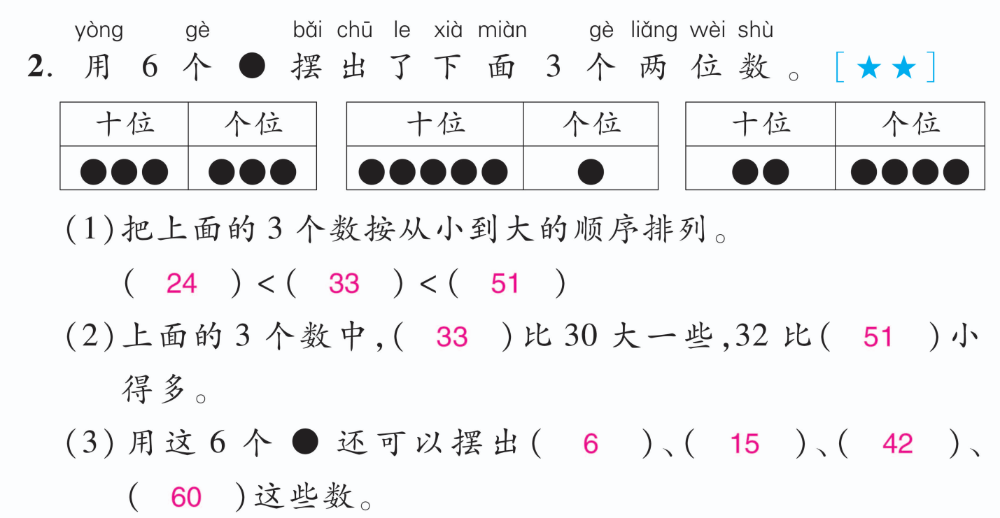 yòng gè bǎi chū le xià miàn gè liǎng wèi shù
2. 用 6 个 ● 摆出了下面 3 个两位数。[★★]
十位 个位 十位 个位 十位 个位
●●● ●●● ●●●●● ● ●● ●●●●
(1)把上面的 3 个数按从小到大的顺序排列。
( 24 )<( 33 )<( 51 )
(2)上面的 3 个数中,( 33 )比 30 大一些,32 比( 51 )小
得多。
(3)用这 6 个 ● 还可以摆出( 6 )、( 15 )、( 42 )、
( 60 )这些数。